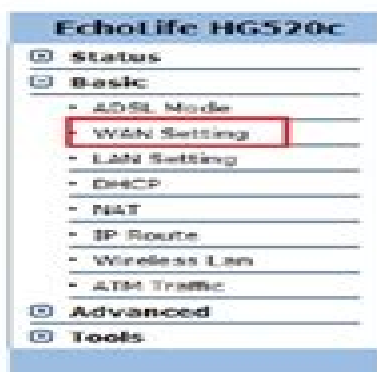 EchoLife HG520c
Status
Basic
ADSL Mode
WAN Setting
LAN Setting
DHCP
NAT
IP Route
Wireless Lan
ATM Traffic
Advanced
Tools